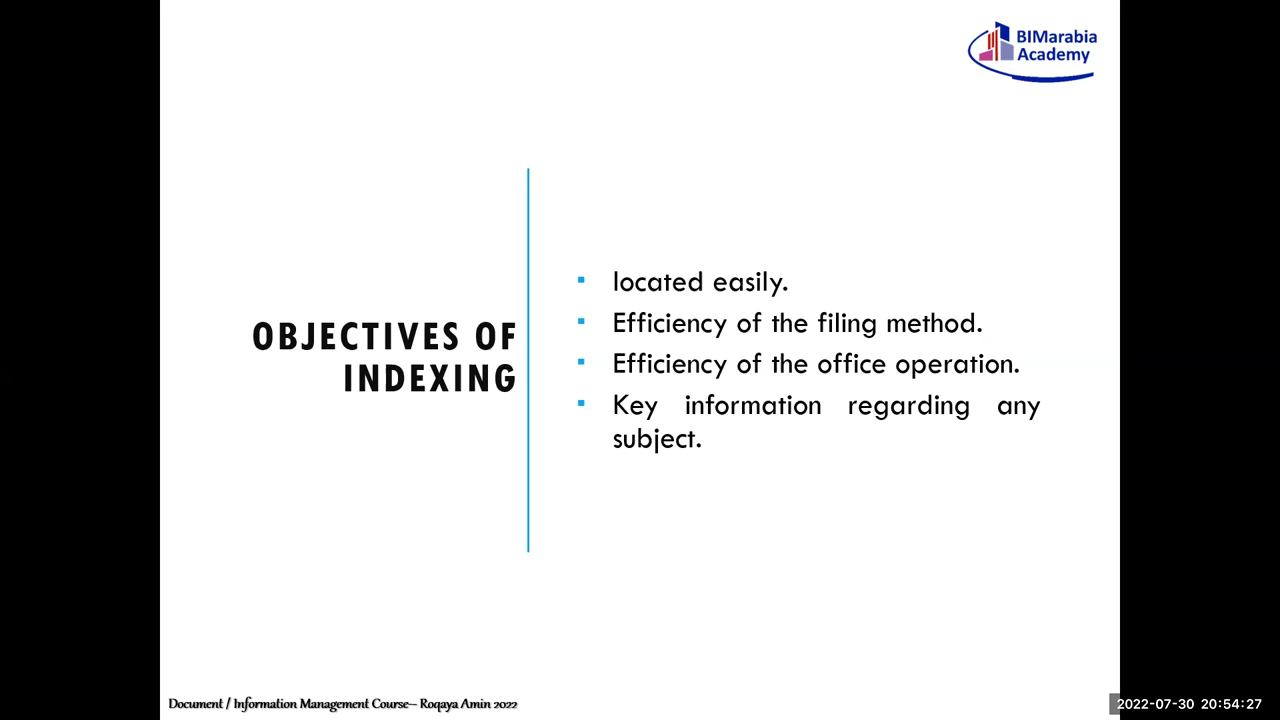 BIMarabia
Academy
OBJECTIVES OF
INDEXING
▪ located easily.
▪ Efficiency of the filing method.
▪ Efficiency of the office operation.
▪ Key information regarding any
subject.
Document / Information Management Course– Roqaya Amin 2022
2022-07-30 20:54:27